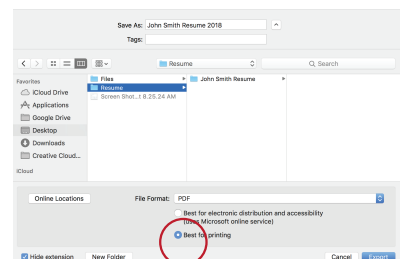 Save As: John Smith Resume 2018
Tags:
Resume
Search
Favorites
iCloud Drive
Applications
Google Drive
Desktop
Downloads
Creative Cloud...
iCloud
Files
Resume
Screen Shot...t 8.25.24 AM
John Smith Resume
Online Locations
File Format: PDF
Best for electronic distribution and accessibility
(uses Microsoft online service)
Best for printing
Hide extension
New Folder
Cancel
Export